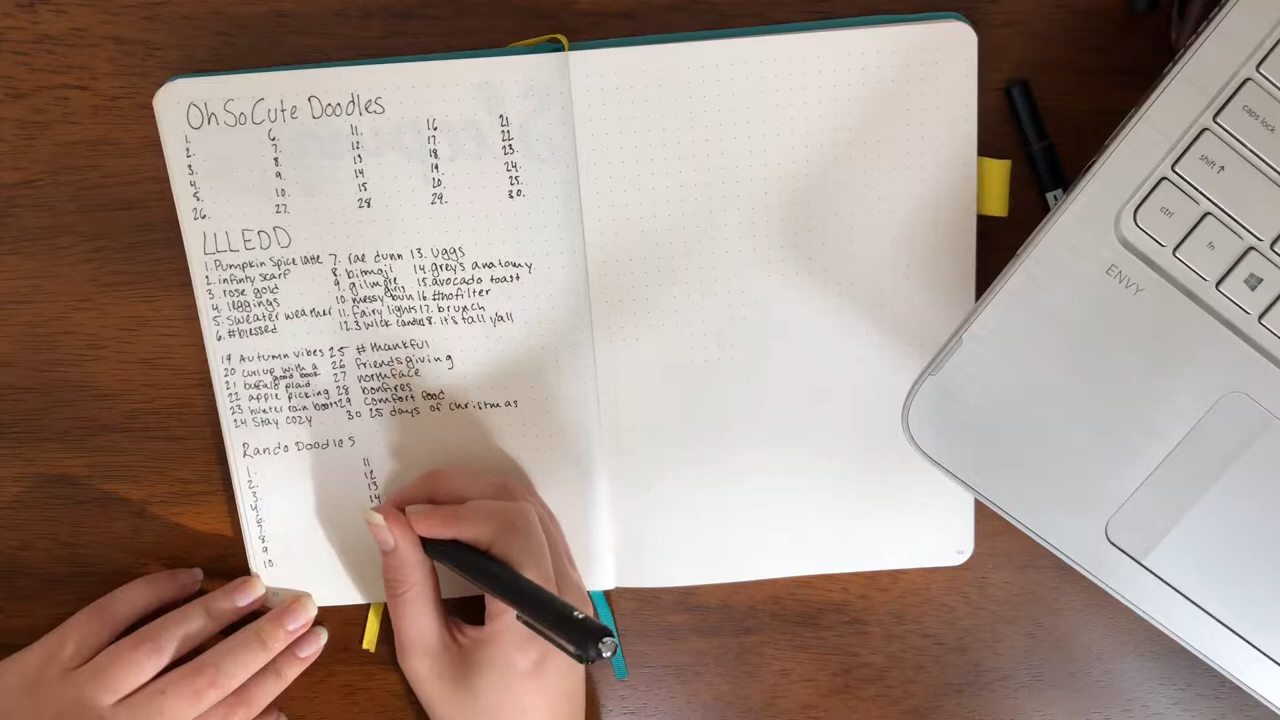 Oh So Cute Doodles
1. 6. 11. 16 21.
2. 7. 12. 17. 22
3. 8. 13 18. 23.
4. 9. 14 19 24.
5. 10. 15 20. 25.
26. 27. 28 29. 30.
LLLEDD
1. Pumpkin Spice latte 7. rae dunn 13. uggs
2. infinty scarf 8. bitmoji 14. grey's anatomy
3. rose gold 9. gilmore 15. avocado toast
4. leggings 10. messy bun 16. #nofilter
5. Sweater weather 11. fairy lights 17. brunch
6. #blessed 12. 3 wick candle 18. it's fall y'all
19 Autumn vibes 25 #thankful
20 curl up with a good book 26 friendsgiving
21 buffalo plaid 27 northface
22 apple picking 28 bonfires
23 winter rain boots 29 comfort food
24 Stay cozy 30 25 days of christmas
Rando Doodles
1. 11
2. 12
3. 13
4. 14
6.
7.
8.
9
10.
ENVY
caps lock
shift ↑
ctrl
fn